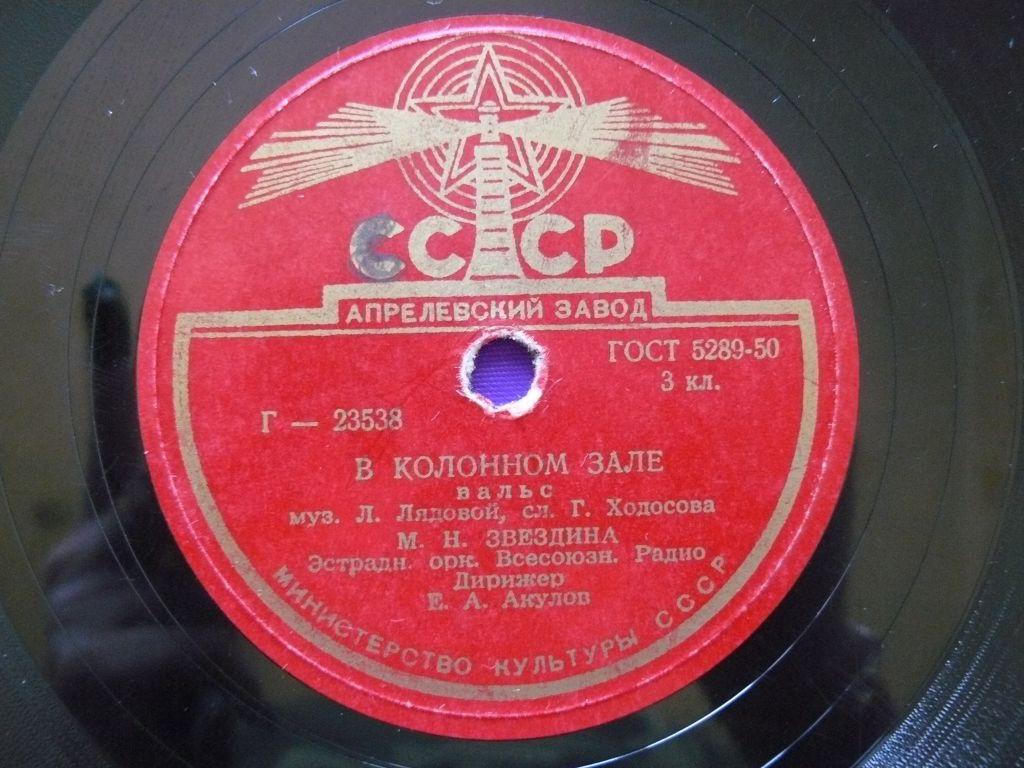 СССР
АПРЕЛЕВСКИЙ ЗАВОД
ГОСТ 5289-50
3 кл.
Г — 23538
В КОЛОННОМ ЗАЛЕ
вальс
муз. Л. Лядовой, сл. Г. Ходосова
М. Н. ЗВЕЗДИНА
Эстрадн. орк. Всесоюзн. Радио
Дирижер
Е. А. Акулов
МИНИСТЕРСТВО КУЛЬТУРЫ СССР